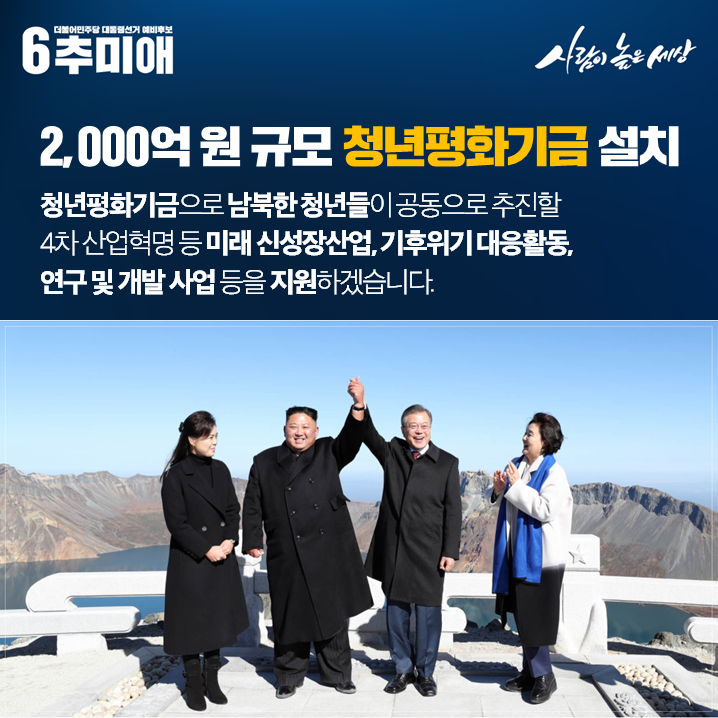 더불어민주당 대통령선거 예비후보
6 추미애
사람이 높은 세상
2,000억 원 규모 청년평화기금 설치
청년평화기금으로 남북한 청년들이 공동으로 추진할
4차 산업혁명 등 미래 신성장산업, 기후위기 대응활동,
연구 및 개발 사업 등을 지원하겠습니다.